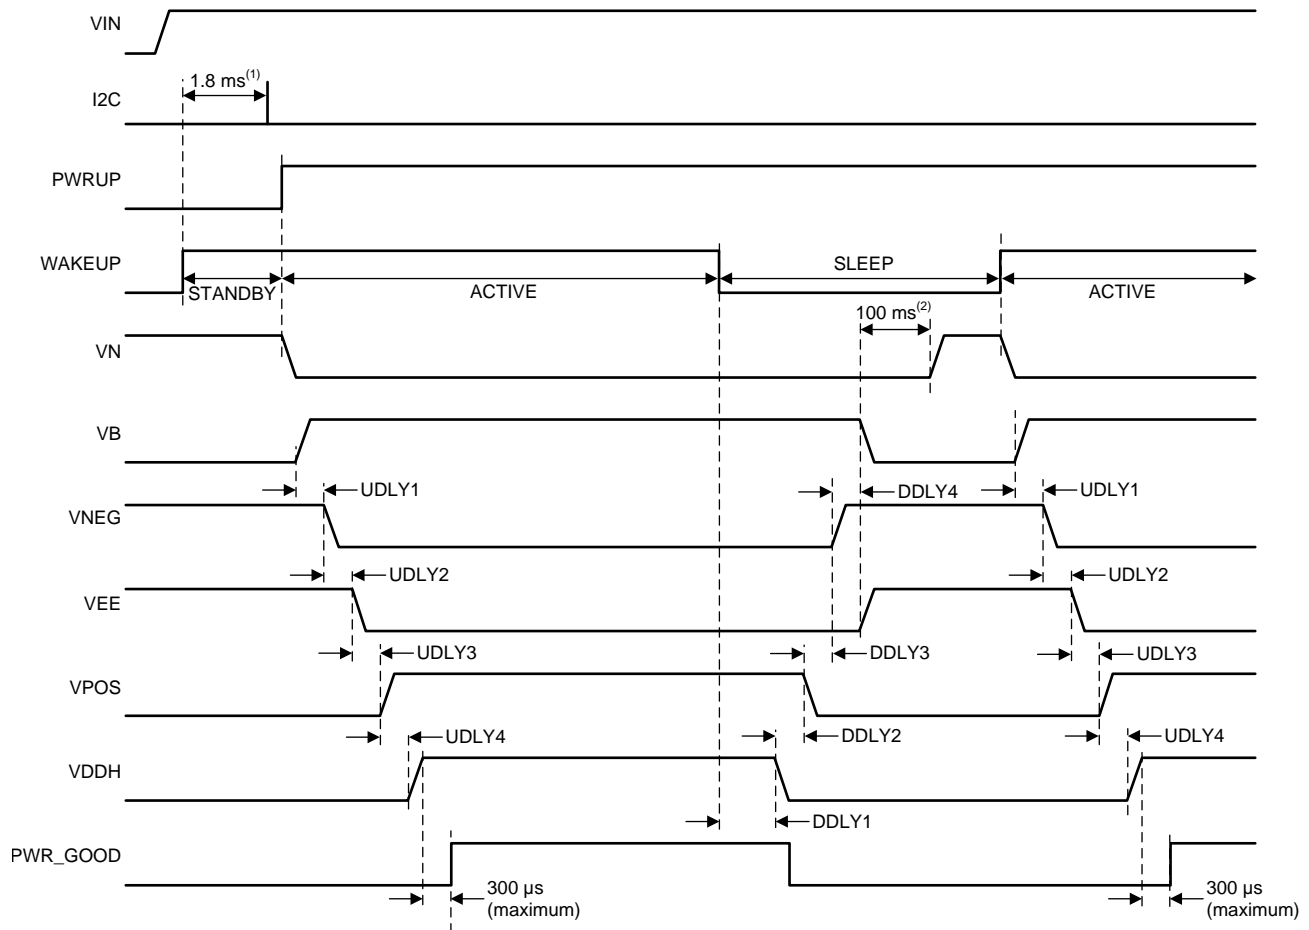 VIN
1.8 ms(1)
I2C
PWRUP
WAKEUP
SLEEP
STANDBY
ACTIVE
ACTIVE
100 ms(2)
VN
VB
UDLY1
DDLY4
UDLY1
VNEG
UDLY2
UDLY2
VEE
UDLY3
DDLY3
UDLY3
VPOS
UDLY4
DDLY2
UDLY4
VDDH
DDLY1
PWR_GOOD
300 µs
(maximum)
300 µs
(maximum)